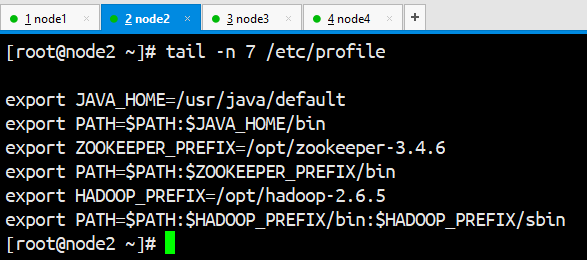 1 node1 × 2 node2 × 3 node3 × 4 node4 × +
[root@node2 ~]# tail -n 7 /etc/profile
export JAVA_HOME=/usr/java/default
export PATH=$PATH:$JAVA_HOME/bin
export ZOOKEEPER_PREFIX=/opt/zookeeper-3.4.6
export PATH=$PATH:$ZOOKEEPER_PREFIX/bin
export HADOOP_PREFIX=/opt/hadoop-2.6.5
export PATH=$PATH:$HADOOP_PREFIX/bin:$HADOOP_PREFIX/sbin
[root@node2 ~]#